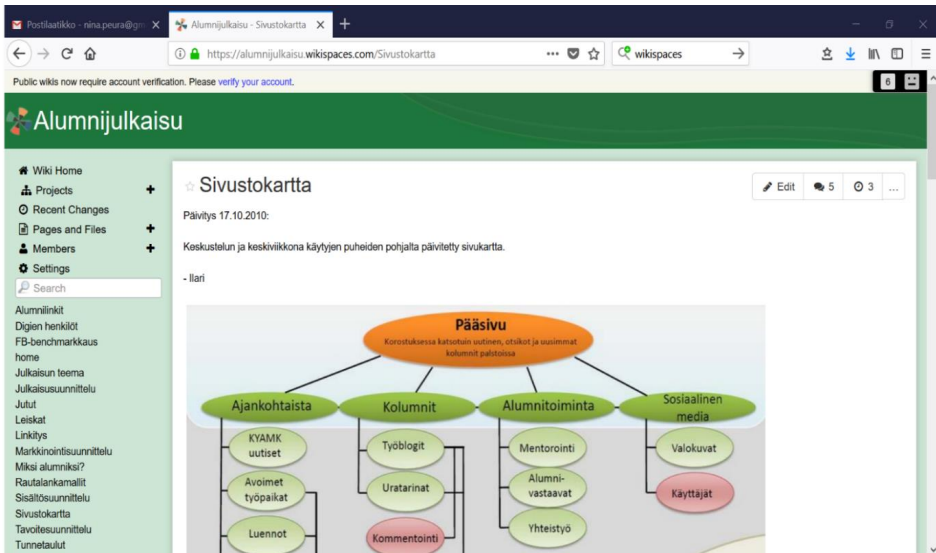 Postilaatikko - nina.peura@gm
Alumnijulkaisu - Sivustokartta
https://alumnijulkaisu.wikispaces.com/Sivustokartta
wikispaces
Public wikis now require account verification. Please verify your account.
6
Alumnijulkaisu
Wiki Home
Projects
Recent Changes
Pages and Files
Members
Settings
Search
Alumnilinkit
Digien henkilöt
FB-benchmarkkaus
home
Julkaisun teema
Julkaisusuunnittelu
Jutut
Leiskat
Linkitys
Markkinointisuunnittelu
Miksi alumniksi?
Rautalankamallit
Sisältösuunnittelu
Sivustokartta
Tavoitesuunnittelu
Tunnetaulut
Sivustokartta
Edit 5 3 ...
Päivitys 17.10.2010:
Keskustelun ja keskiviikkona käytyjen puheiden pohjalta päivitetty sivukartta.
- Ilari
Pääsivu
Korostuksessa katsotuin uutinen, otsikot ja uusimmat
kolumnit palstoissa
Ajankohtaista
Kolumnit
Alumnitoiminta
Sosiaalinen
media
KYAMK
uutiset
Avoimet
työpaikat
Luennot
Työblogit
Uratarinat
Kommentointi
Mentorointi
Alumni-
vastaavat
Yhteistyö
Valokuvat
Käyttäjät